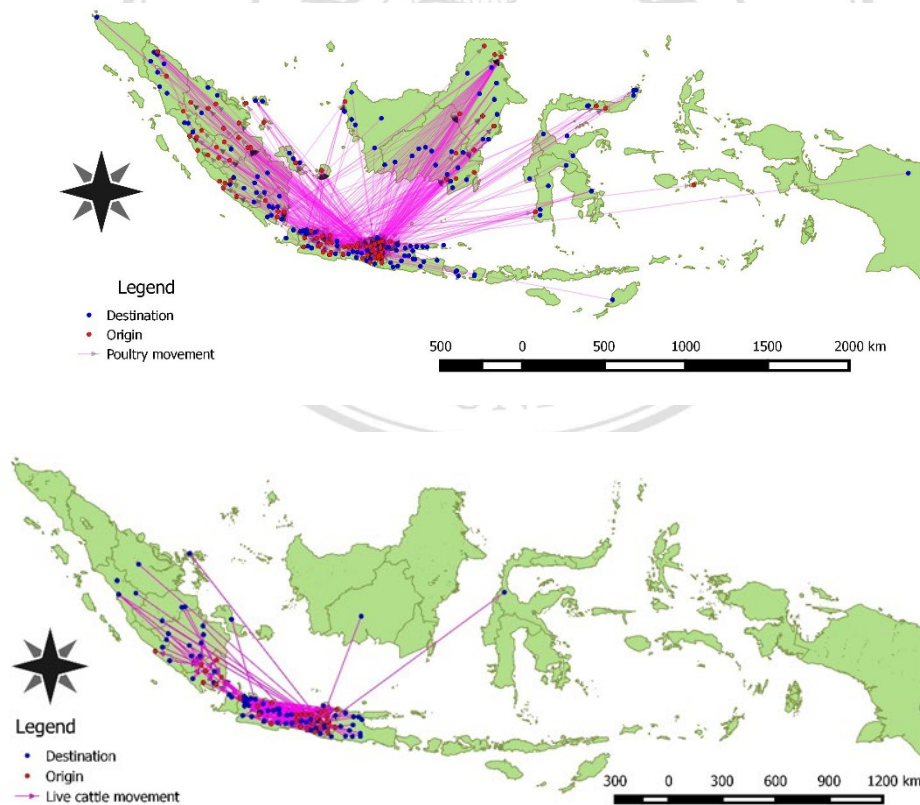 Legend
Destination
Origin
Poultry movement
500 0 500 1000 1500 2000 km
Legend
Destination
Origin
Live cattle movement
300 0 300 600 900 1200 km